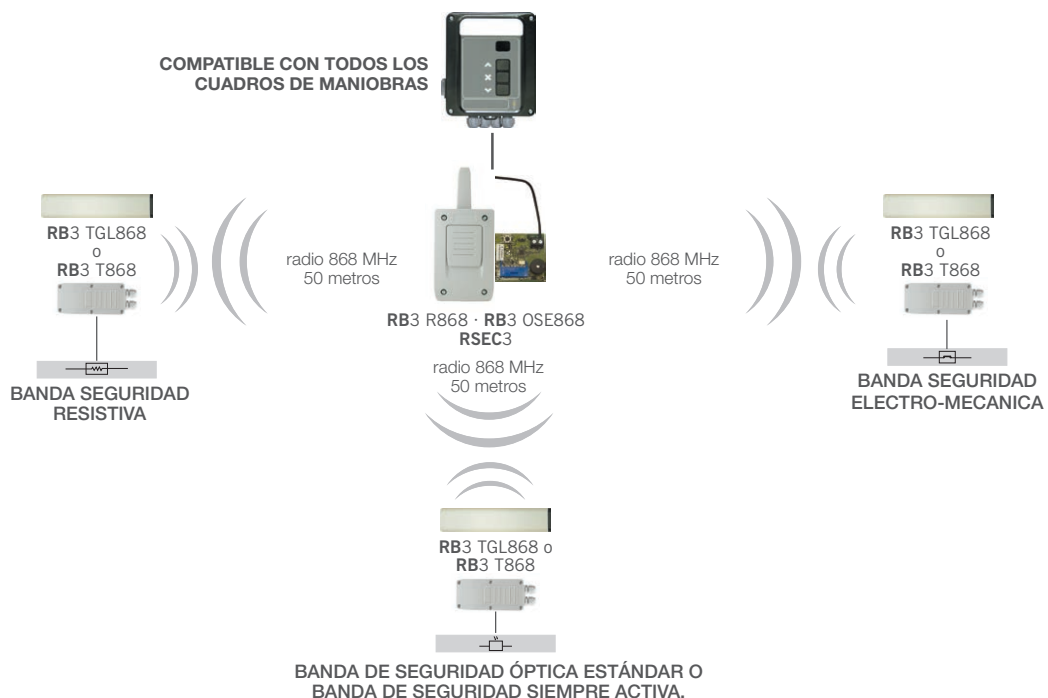 COMPATIBLE CON TODOS LOS
CUADROS DE MANIOBRAS
RB3 TGL868
o
RB3 T868
BANDA SEGURIDAD
RESISTIVA
radio 868 MHz
50 metros
RB3 R868 · RB3 OSE868
RSEC3
radio 868 MHz
50 metros
radio 868 MHz
50 metros
RB3 TGL868
o
RB3 T868
BANDA SEGURIDAD
ELECTRO-MECANICA
RB3 TGL868 o
RB3 T868
BANDA DE SEGURIDAD ÓPTICA ESTÁNDAR O
BANDA DE SEGURIDAD SIEMPRE ACTIVA.